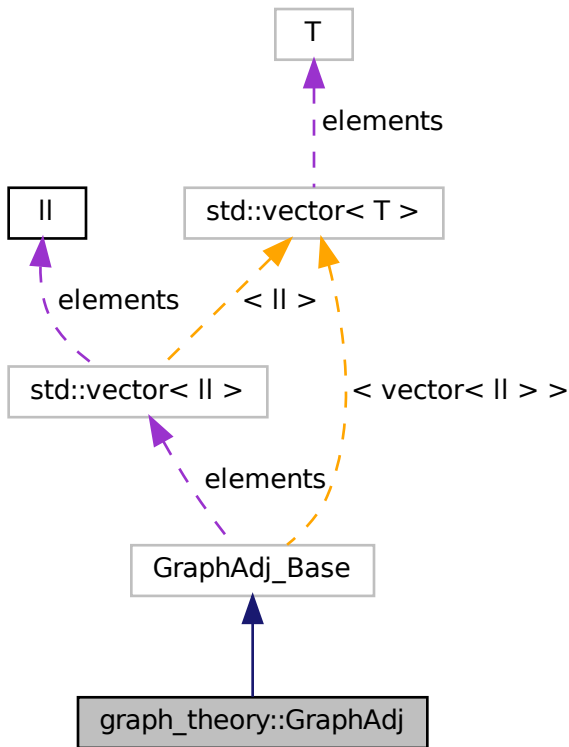 T
elements
ll
std::vector< T >
elements
< ll >
std::vector< ll >
< vector< ll > >
elements
GraphAdj_Base
graph_theory::GraphAdj